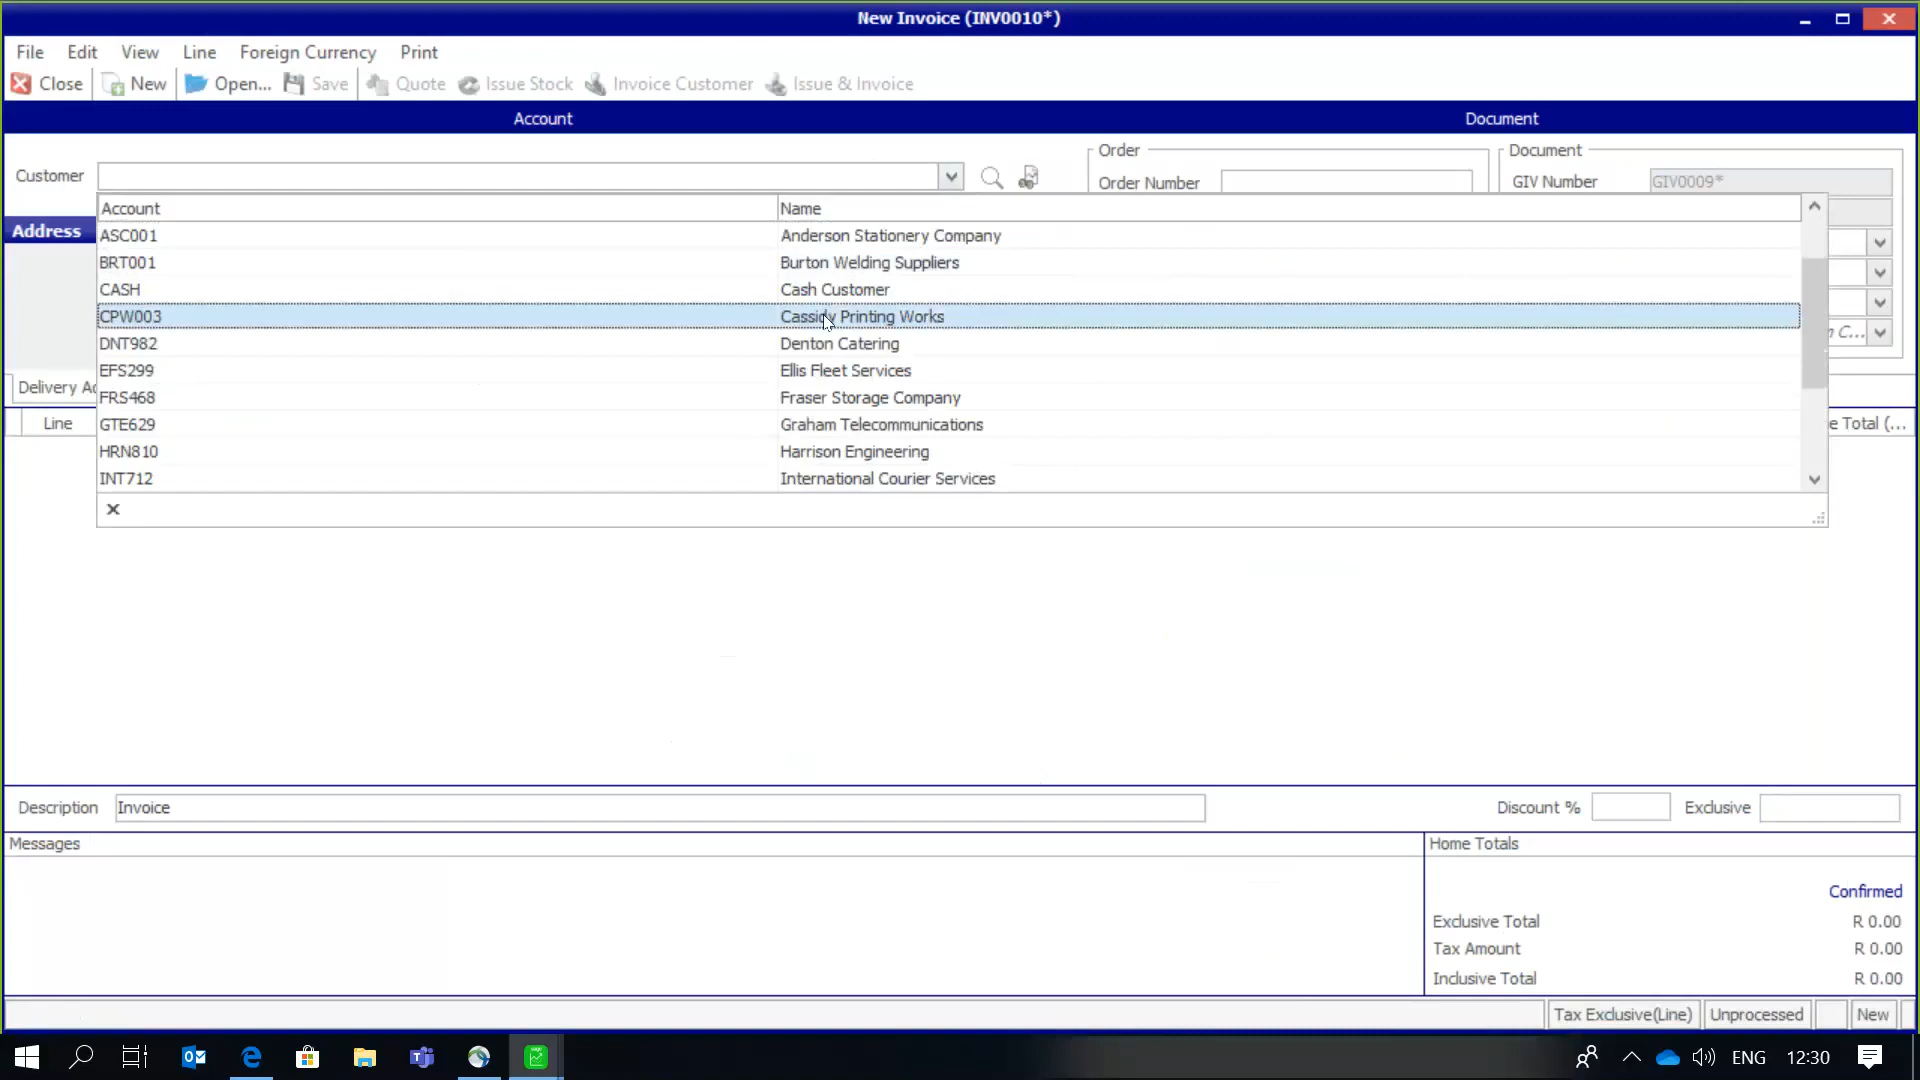 New Invoice (INV0010*)
File Edit View Line Foreign Currency Print
Close New Open... Save Quote Issue Stock Invoice Customer Issue & Invoice
Account Document
Order Document
Customer Order Number GIV Number GIV0009*
Account Name
Address ASC001 Anderson Stationery Company
BRT001 Burton Welding Suppliers
CASH Cash Customer
CPW003 Cassidy Printing Works
DNT982 Denton Catering
EFS299 Ellis Fleet Services
Delivery Ad FRS468 Fraser Storage Company
Line GTE629 Graham Telecommunications e Total (...
HRN810 Harrison Engineering
INT712 International Courier Services
Description Invoice Discount % Exclusive
Messages Home Totals
Confirmed
Exclusive Total R 0.00
Tax Amount R 0.00
Inclusive Total R 0.00
Tax Exclusive(Line) Unprocessed New
ENG 12:30